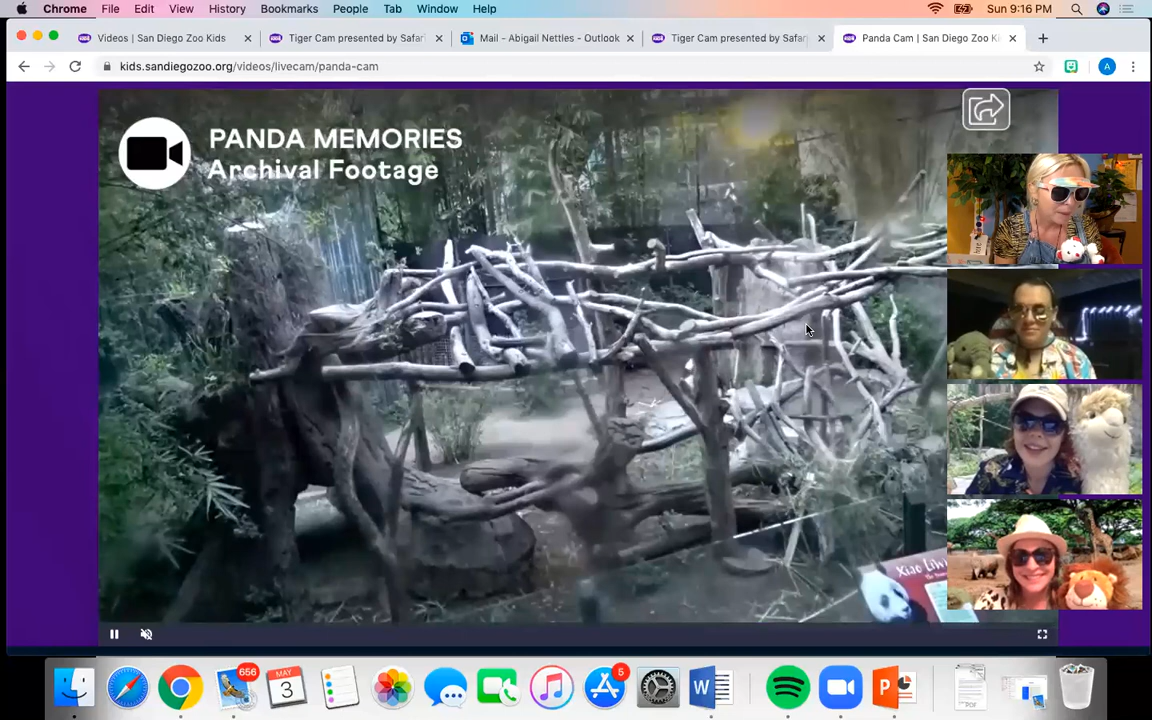 Chrome File Edit View History Bookmarks People Tab Window Help Sun 9:16 PM
Videos | San Diego Zoo Kids Tiger Cam presented by Safar Mail - Abigail Nettles - Outlook Tiger Cam presented by Safar Panda Cam | San Diego Zoo Ki
kids.sandiegozoo.org/videos/livecam/panda-cam A
PANDA MEMORIES
Archival Footage
Xiao Liwu
656
MAY
3
5
W
P
PDF